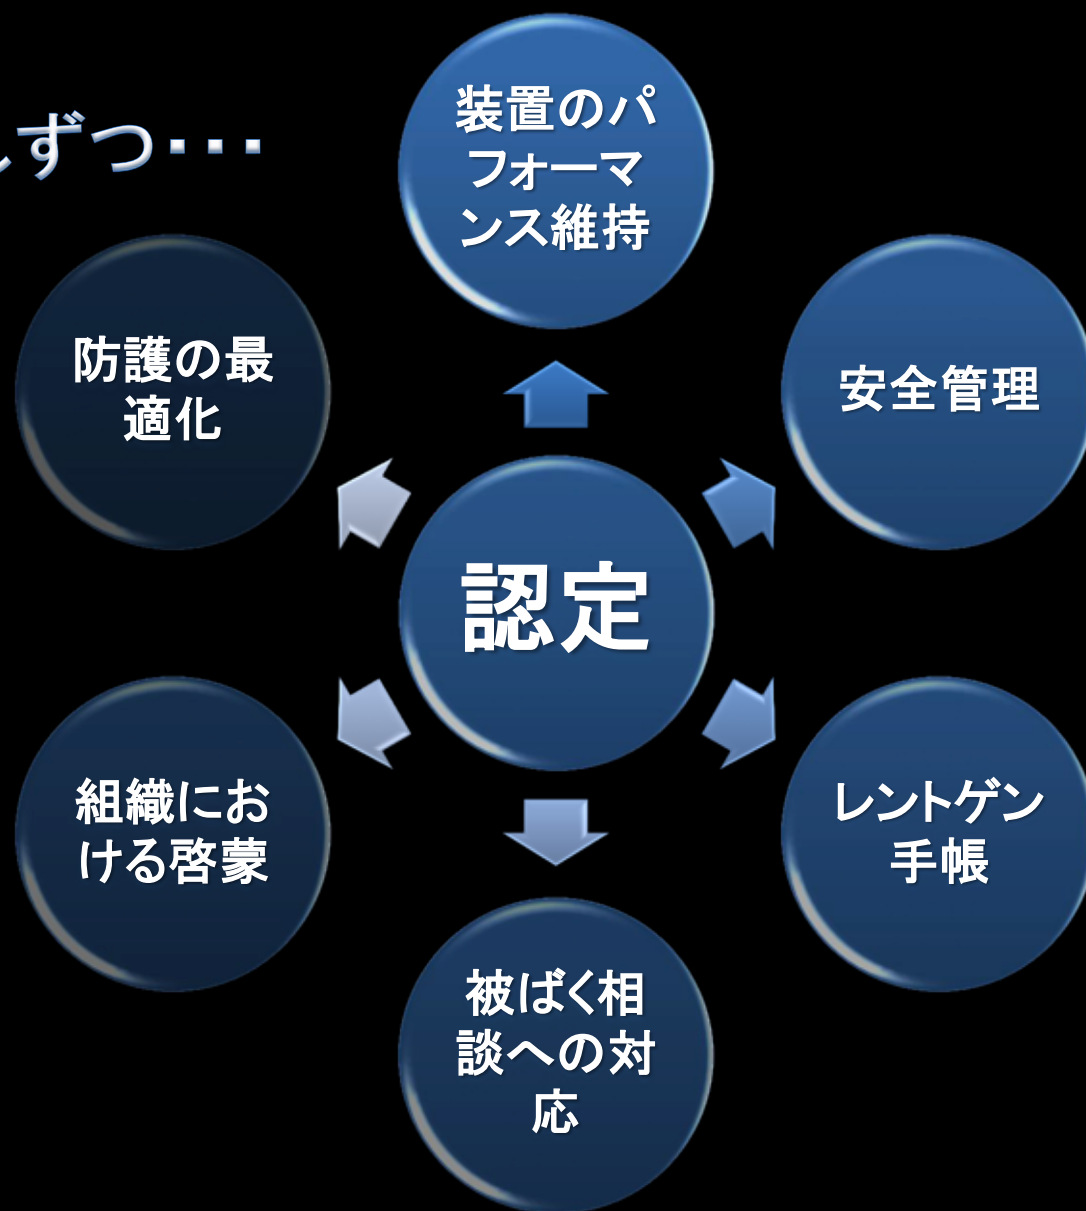 しずつ・・・
装置のパ
フォーマ
ンス維持
安全管理
レントゲン
手帳
被ばく相
談への対
応
組織にお
ける啓蒙
防護の最
適化
認定